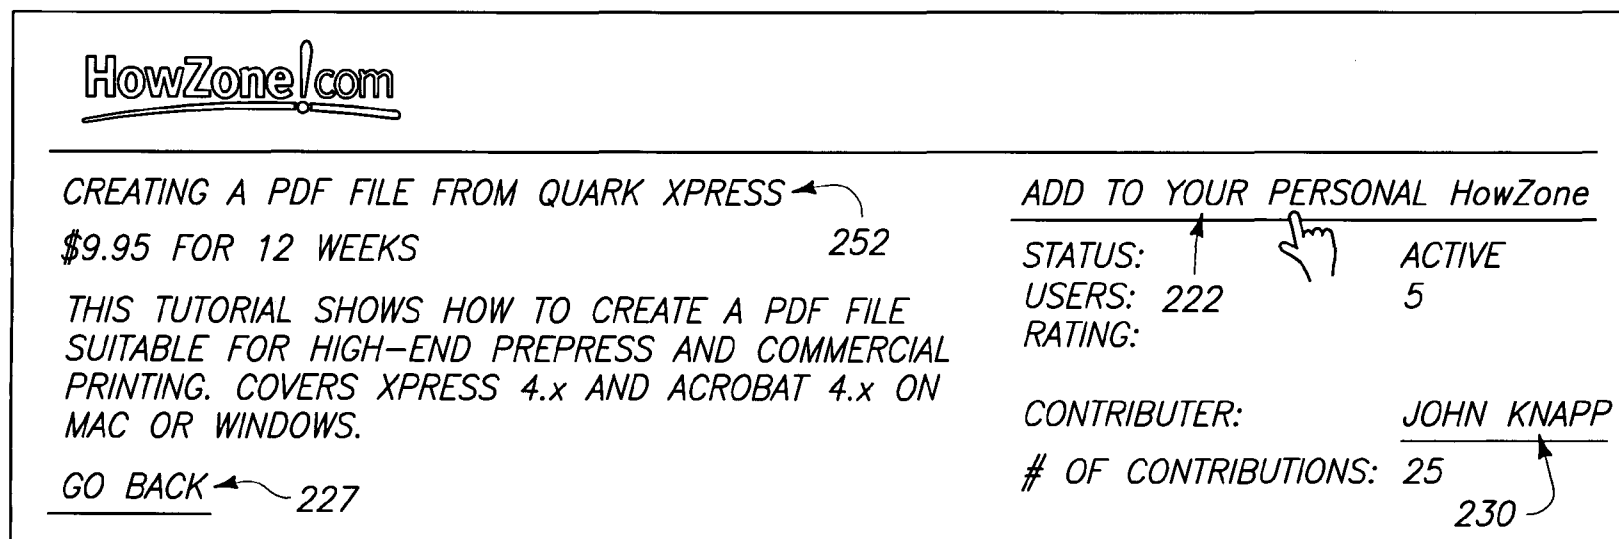 HowZone!com
CREATING A PDF FILE FROM QUARK XPRESS
252
$9.95 FOR 12 WEEKS
THIS TUTORIAL SHOWS HOW TO CREATE A PDF FILE
SUITABLE FOR HIGH-END PREPRESS AND COMMERCIAL
PRINTING. COVERS XPRESS 4.x AND ACROBAT 4.x ON
MAC OR WINDOWS.
GO BACK 227
ADD TO YOUR PERSONAL HowZone
STATUS: ACTIVE
USERS: 222 5
RATING:
CONTRIBUTER: JOHN KNAPP
# OF CONTRIBUTIONS: 25
230